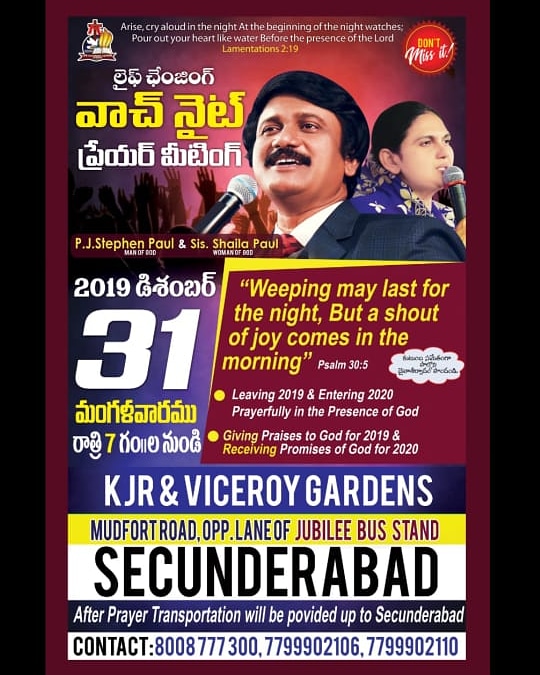 Arise, cry aloud in the night At the beginning of the night watches;
Pour out your heart like water Before the presence of the Lord
Lamentations 2:19
DON'T
Miss it!
లైఫ్ ఛేంజింగ్
వాచ్ నైట్
ప్రేయర్ మీటింగ్
P.J.Stephen Paul & Sis. Shaila Paul
MAN OF GOD WOMAN OF GOD
2019 డిశంబర్
31
మంగళవారము
రాత్రి 7 గం॥ల నుండి
“Weeping may last for
the night, But a shout
of joy comes in the
morning” Psalm 30:5
కుటుంబ సమేతంగా
పాల్గొని
దైవాశీర్వాదం పొందండి.
Leaving 2019 & Entering 2020
Prayerfully in the Presence of God
Giving Praises to God for 2019 &
Receiving Promises of God for 2020
KJR & VICEROY GARDENS
MUDFORT ROAD, OPP. LANE OF JUBILEE BUS STAND
SECUNDERABAD
After Prayer Transportation will be povided up to Secunderabad
CONTACT:8008 777 300, 7799902106, 7799902110